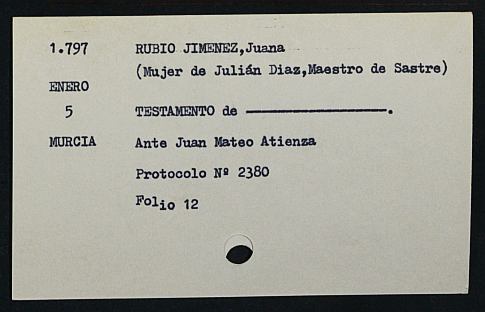 1.797 RUBIO JIMENEZ,Juana
(Mujer de Julián Diaz,Maestro de Sastre)
ENERO
5 TESTAMENTO de ——————————.
MURCIA Ante Juan Mateo Atienza
Protocolo Nº 2380
Folio 12